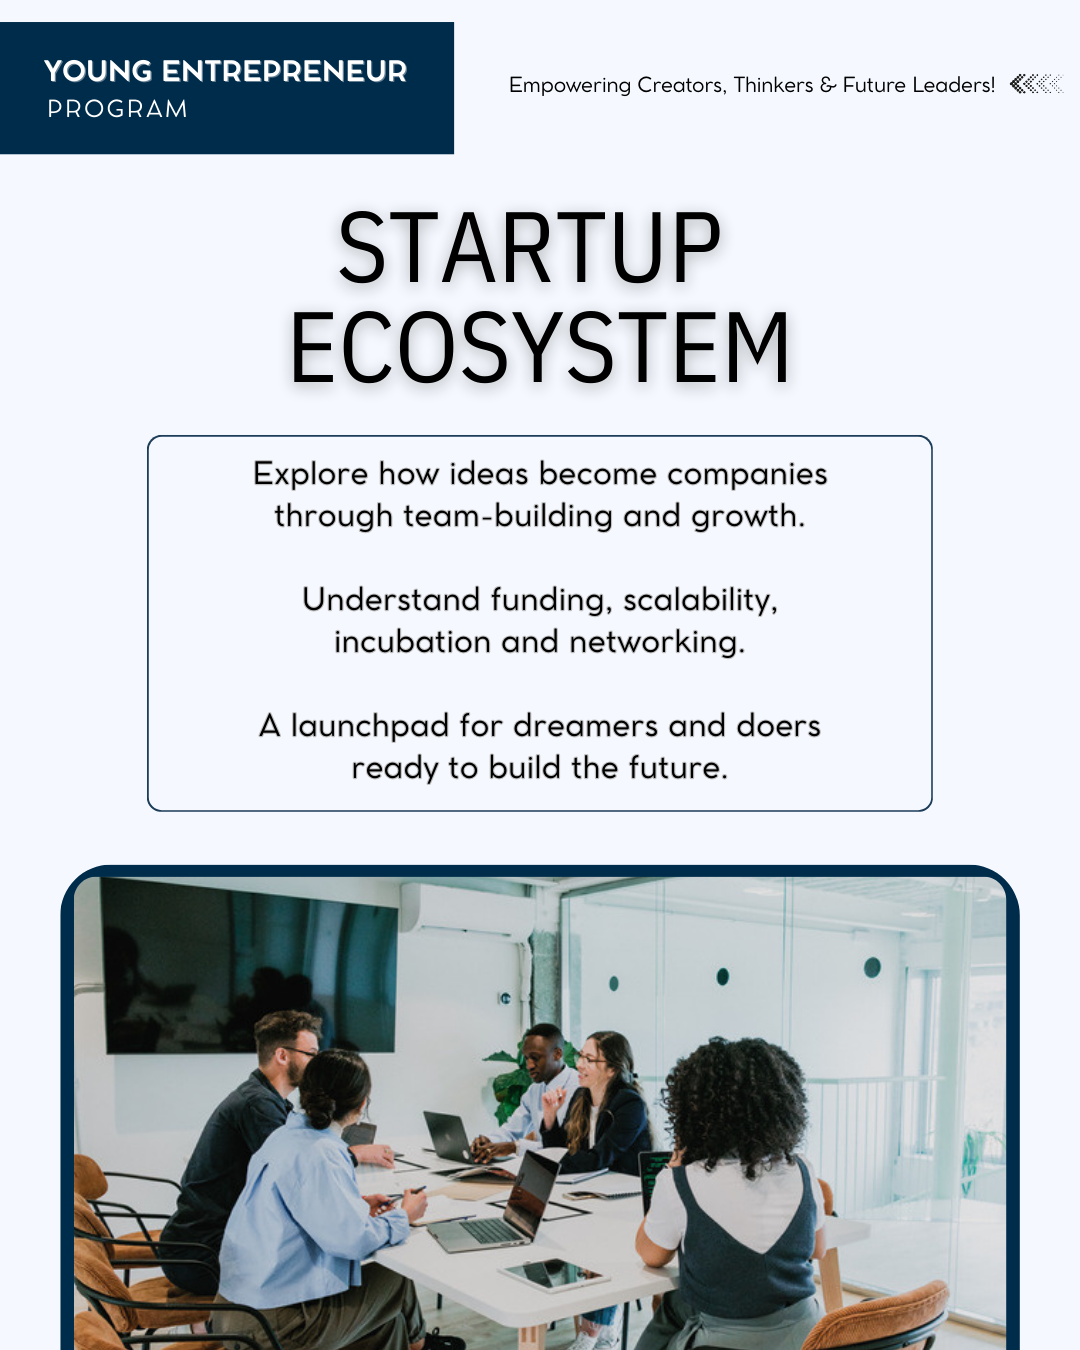 YOUNG ENTREPRENEUR
PROGRAM
Empowering Creators, Thinkers & Future Leaders!
STARTUP
ECOSYSTEM
Explore how ideas become companies
through team-building and growth.
Understand funding, scalability,
incubation and networking.
A launchpad for dreamers and doers
ready to build the future.